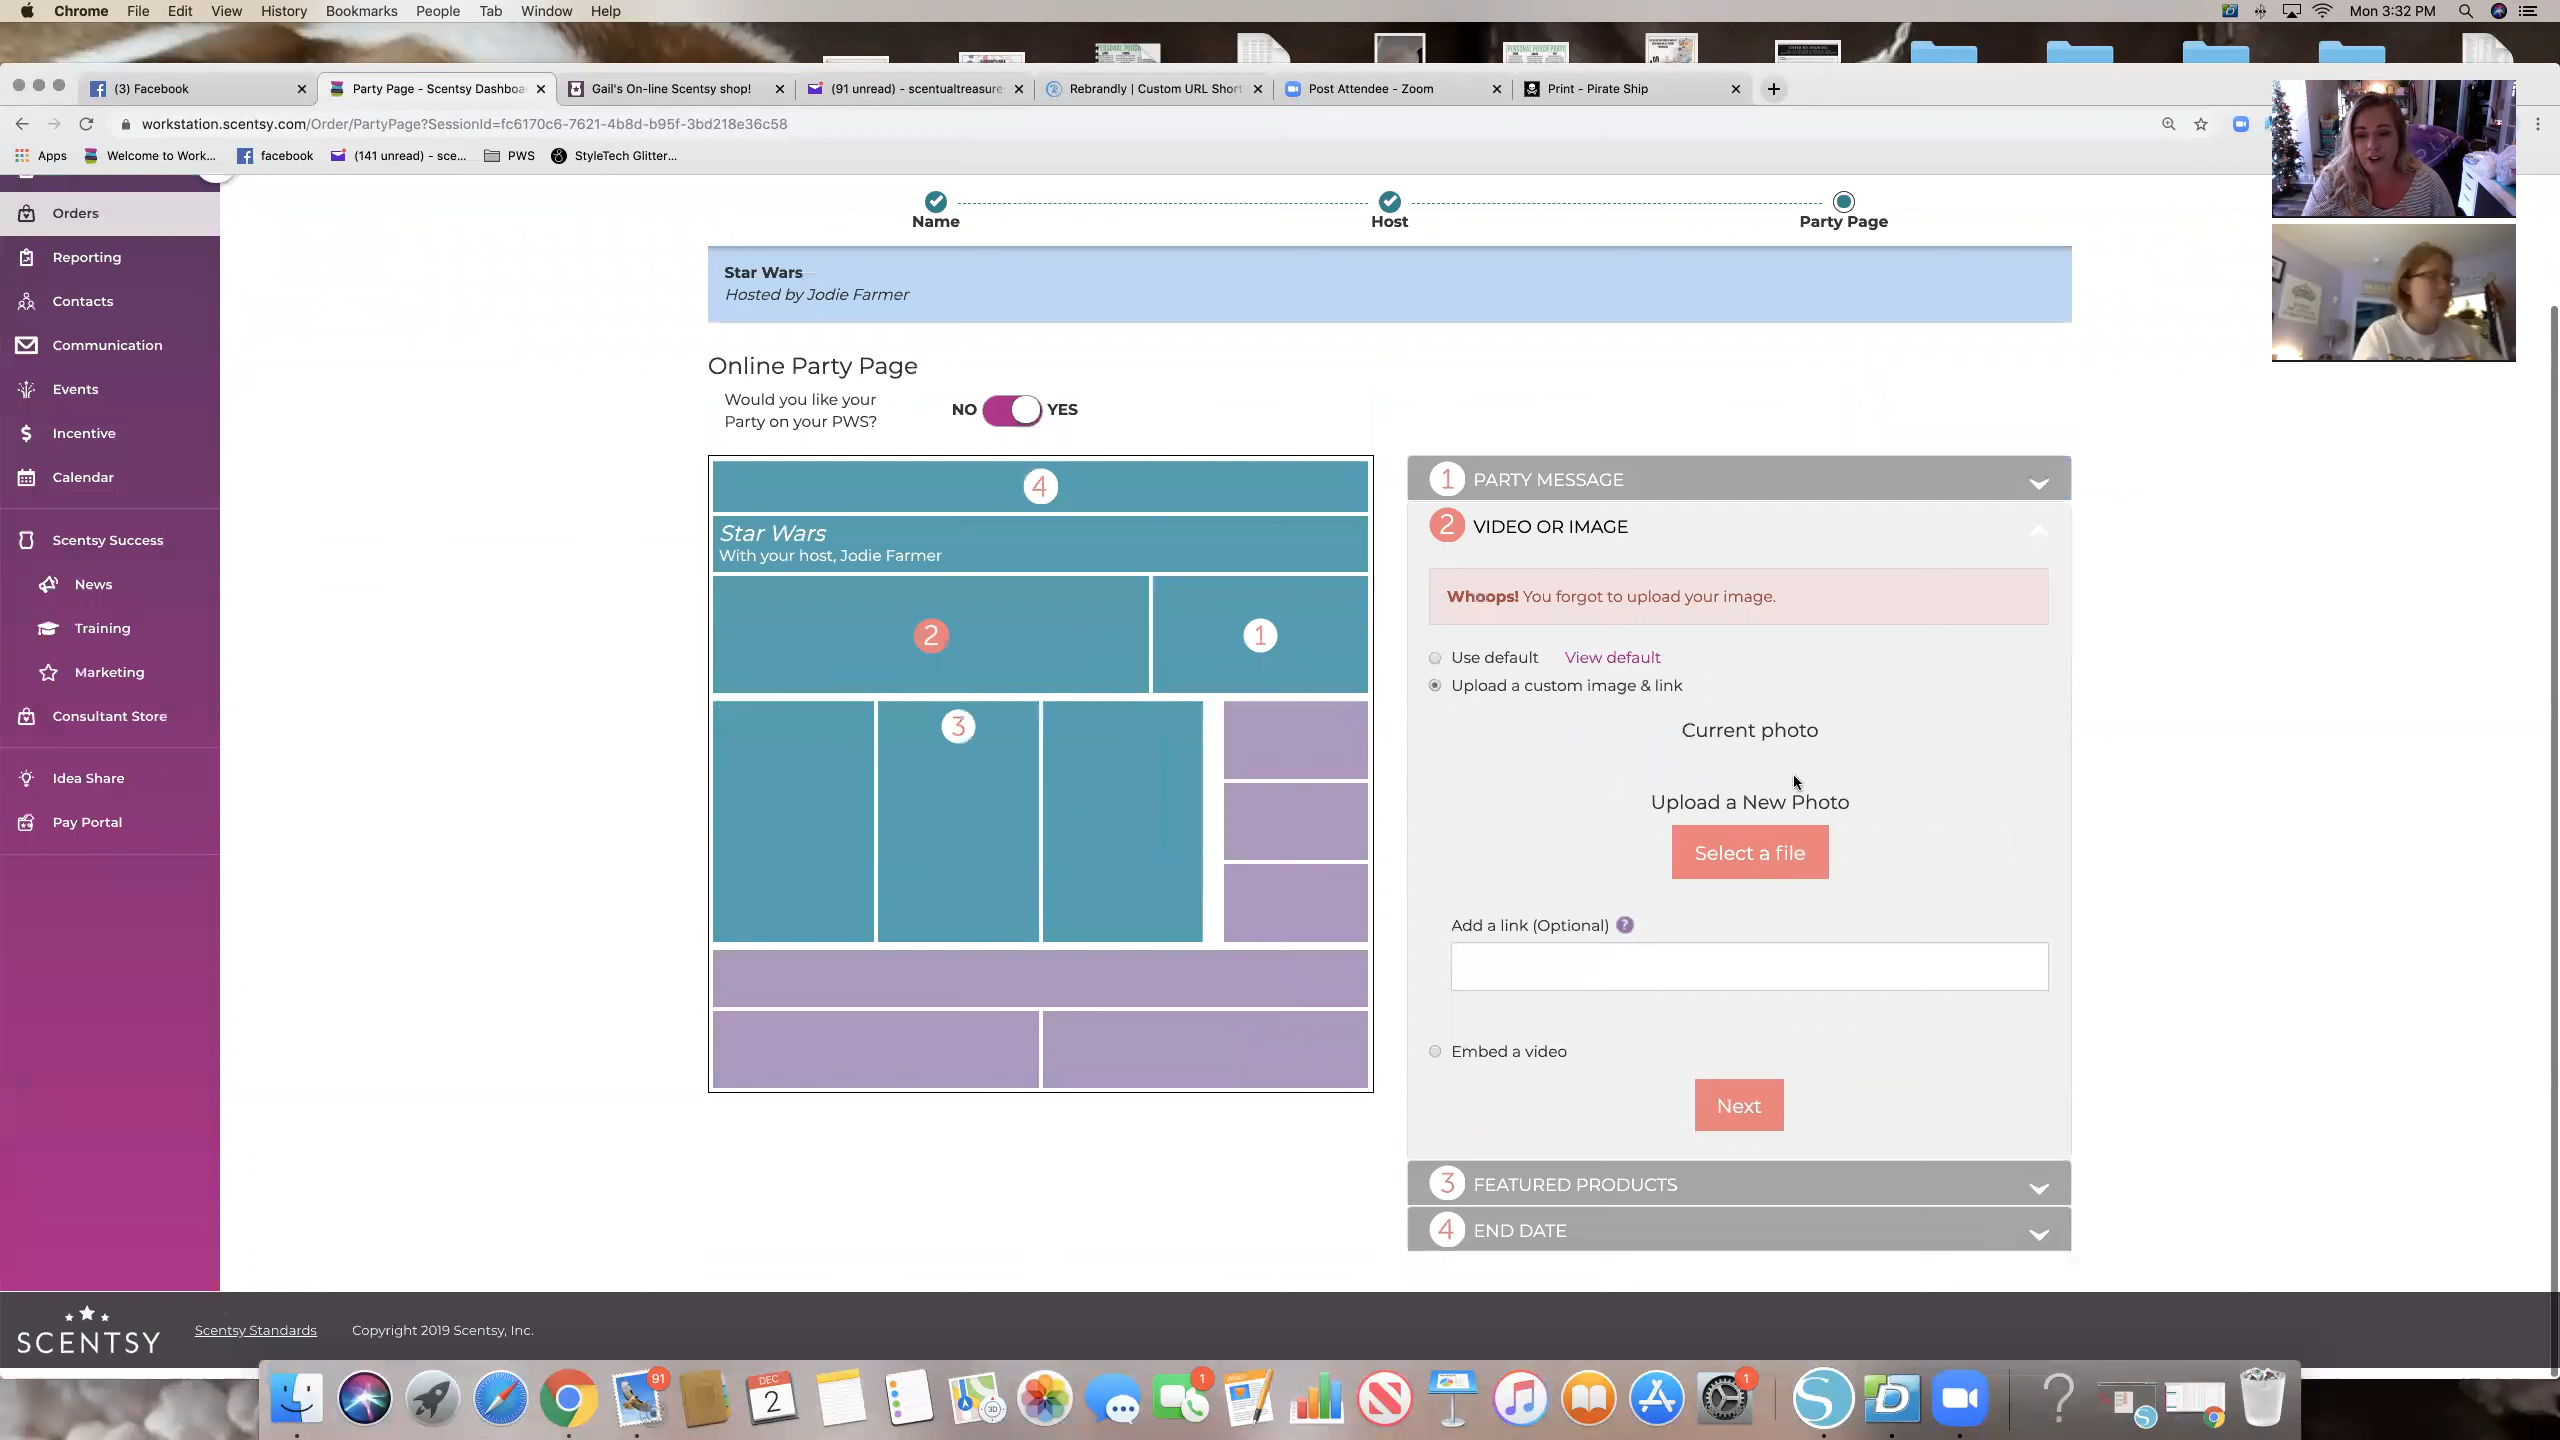 Chrome File Edit View History Bookmarks People Tab Window Help Mon 3:32 PM
(3) Facebook Party Page - Scentsy Dashboa Gail's On-line Scentsy shop! (91 unread) - scentualtreasure Rebrandly | Custom URL Short Post Attendee - Zoom Print - Pirate Ship
workstation.scentsy.com/Order/PartyPage?SessionId=fc6170c6-7621-4b8d-b95f-3bd218e36c58
Apps Welcome to Work... facebook (141 unread) - sce... PWS StyleTech Glitter...
Orders
Reporting
Contacts
Communication
Events
Incentive
Calendar
Scentsy Success
News
Training
Marketing
Consultant Store
Idea Share
Pay Portal
Name Host Party Page
Star Wars
Hosted by Jodie Farmer
Online Party Page
Would you like your
Party on your PWS?
NO YES
4
Star Wars
With your host, Jodie Farmer
2 1
3
1 PARTY MESSAGE
2 VIDEO OR IMAGE
Whoops! You forgot to upload your image.
Use default View default
Upload a custom image & link
Current photo
Upload a New Photo
Select a file
Add a link (Optional) ?
Embed a video
Next
3 FEATURED PRODUCTS
4 END DATE
SCENTSY
Scentsy Standards Copyright 2019 Scentsy, Inc.
91
DEC
2
3D
1
1